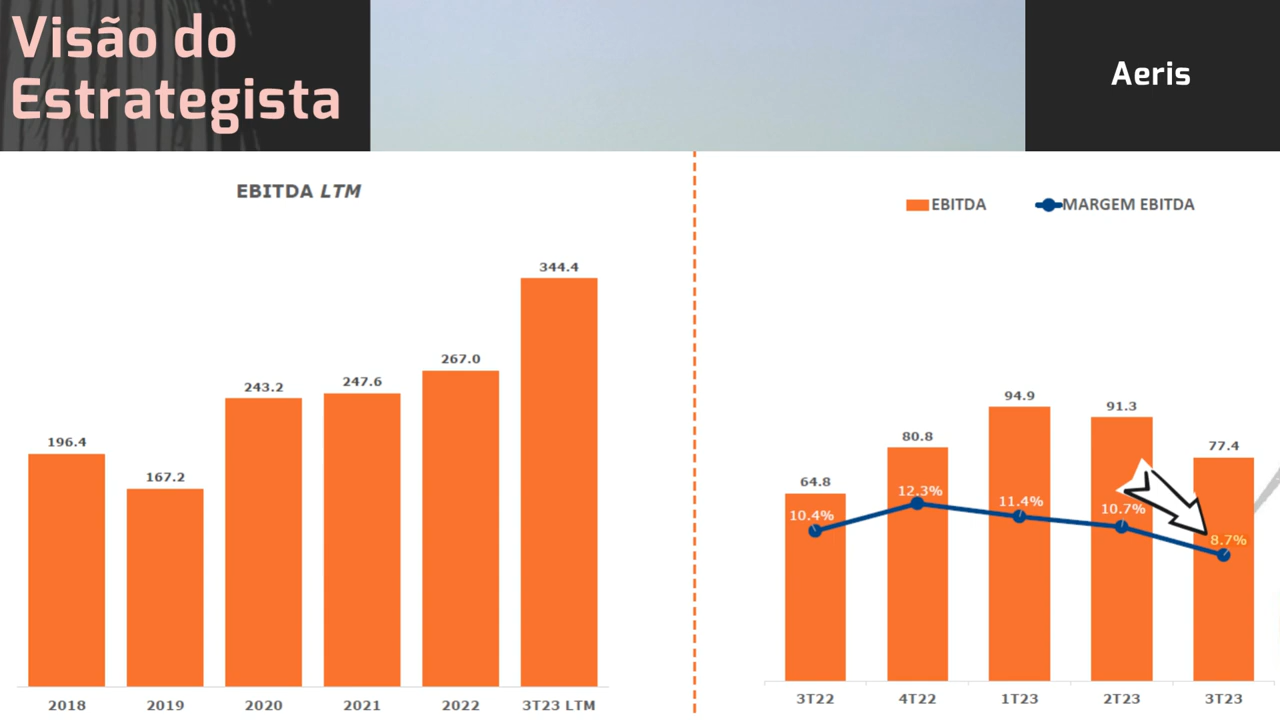 Visão do
Estrategista
Aeris
EBITDA LTM
344.4
267.0
247.6
243.2
196.4
167.2
2018 2019 2020 2021 2022 3T23 LTM
EBITDA MARGEM EBITDA
94.9
91.3
80.8
77.4
64.8
12.3%
11.4%
10.7%
10.4%
8.7%
3T22 4T22 1T23 2T23 3T23